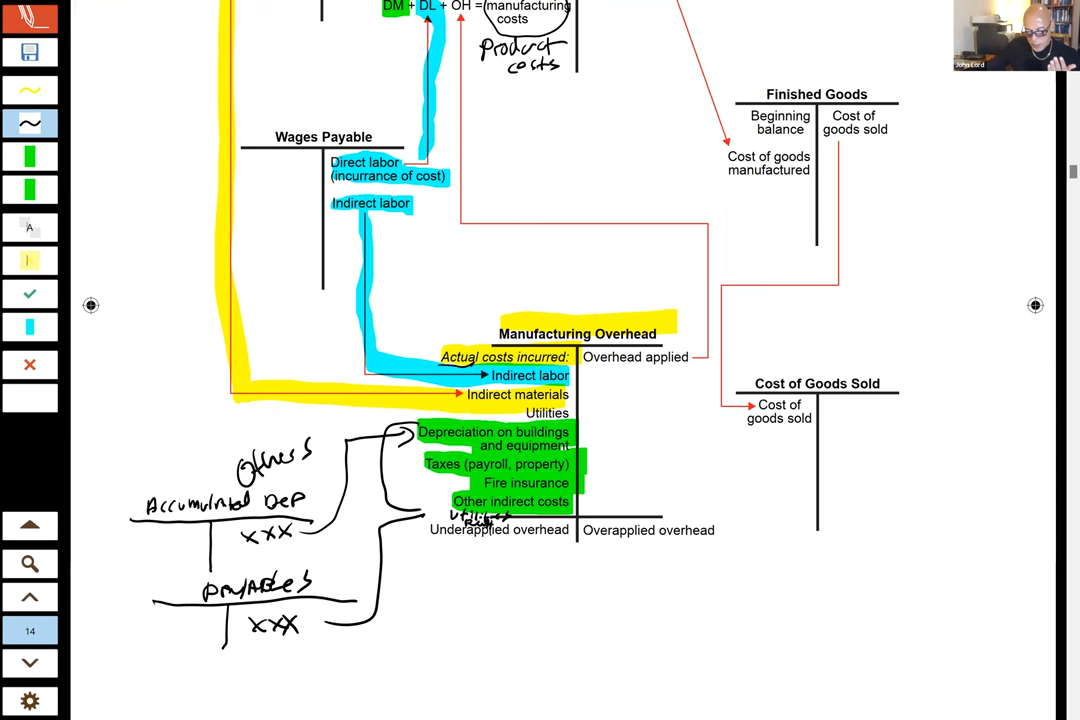 DM + DL + OH = (manufacturing
costs
product
costs
John Lord
Finished Goods
Beginning
balance
Cost of
goods sold
Cost of goods
manufactured
Wages Payable
Direct labor
(incurrance of cost)
Indirect labor
Manufacturing Overhead
Actual costs incurred:
Overhead applied
Indirect labor
Indirect materials
Utilities
Depreciation on buildings
and equipment
Taxes (payroll, property)
Fire insurance
Other indirect costs
Utilities
Underapplied overhead
Overapplied overhead
Cost of Goods Sold
Cost of
goods sold
Others
Accumulated Dep
XXX
PAYABLES
XXX
A
14